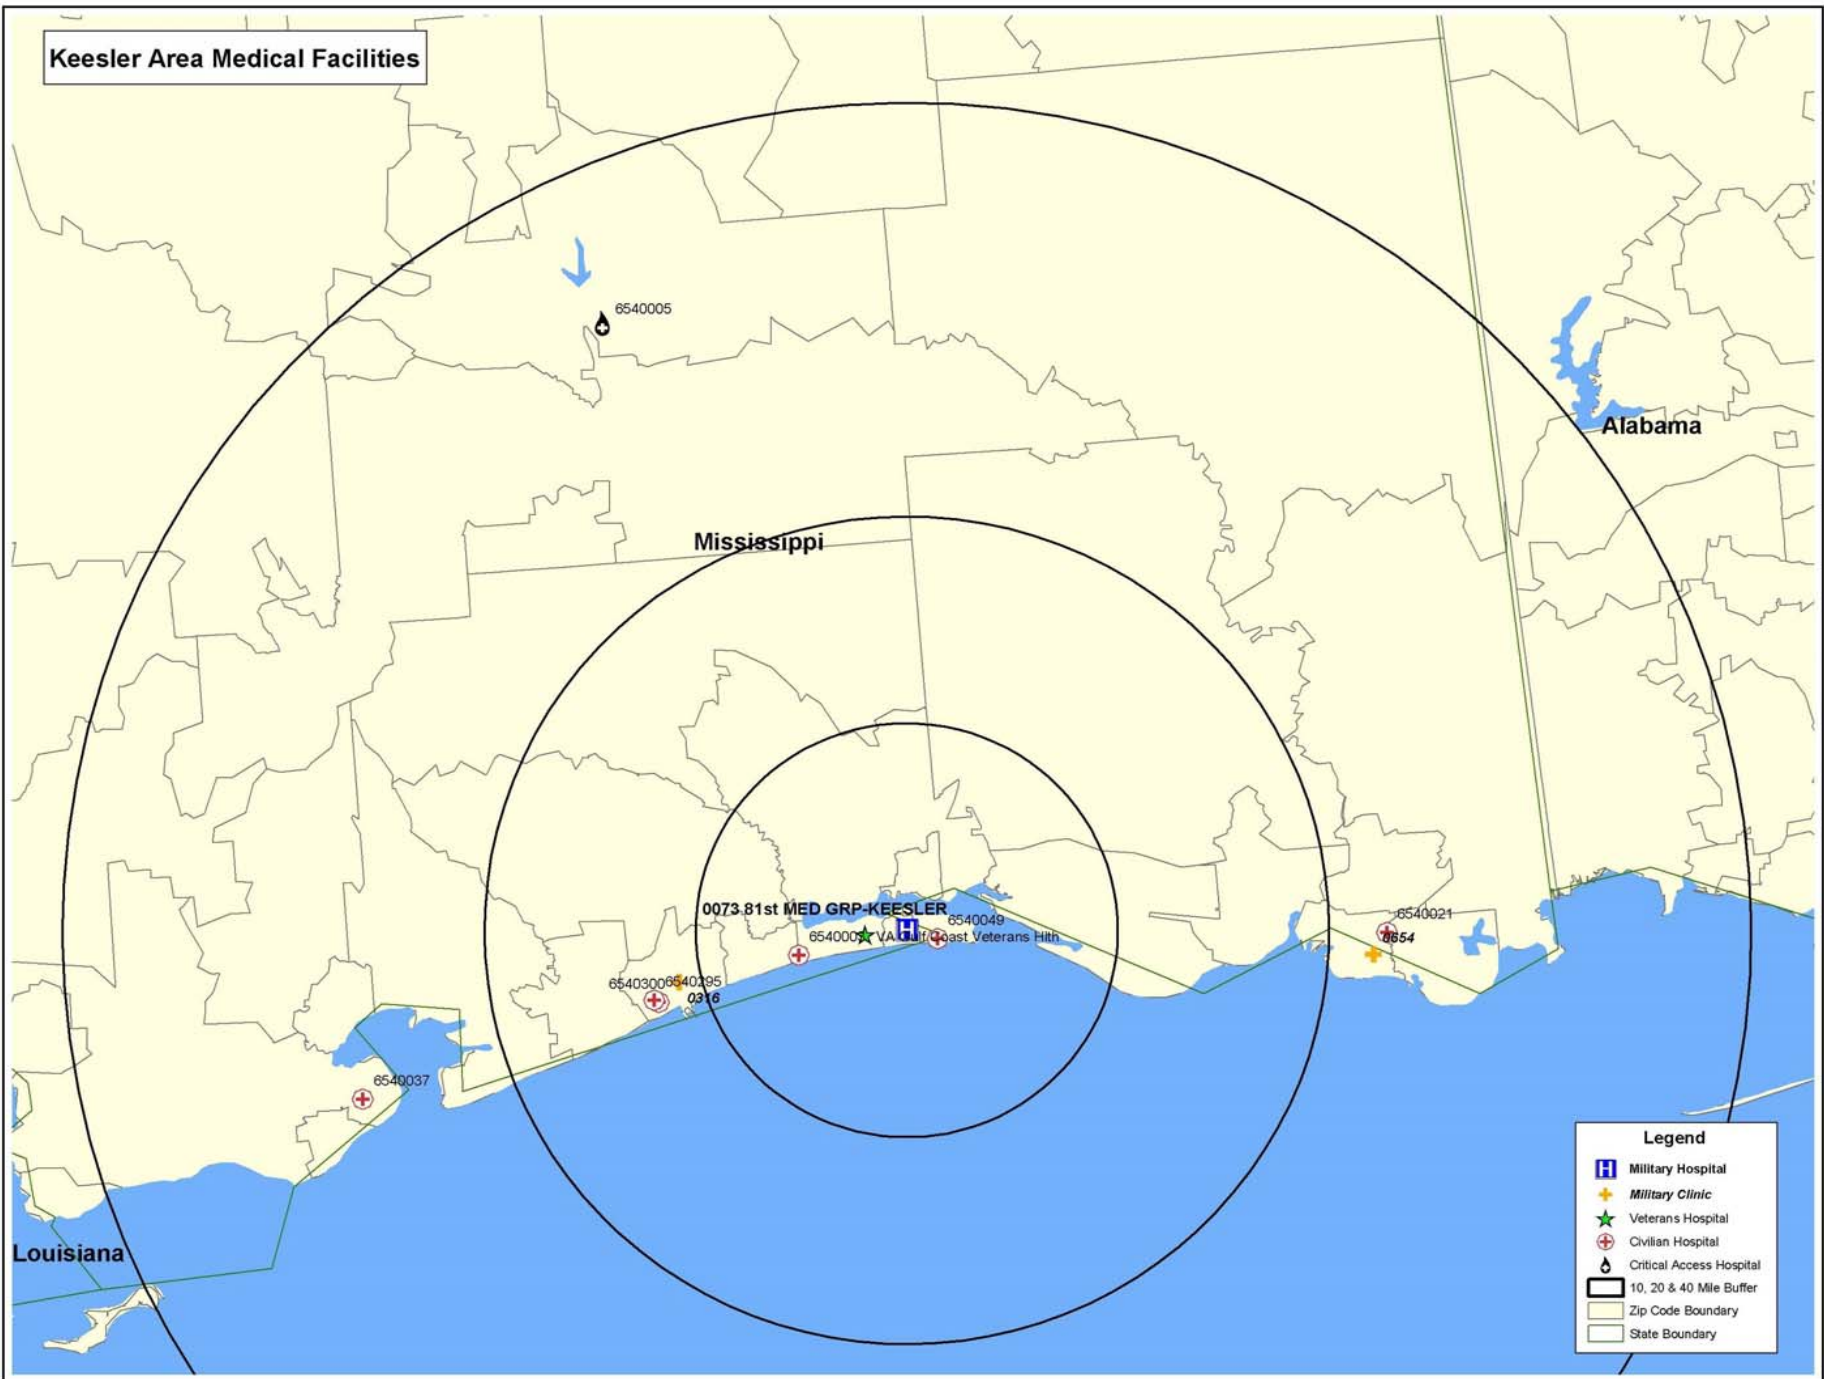 Keesler Area Medical Facilities
6540005
Alabama
Mississippi
0073 81st MED GRP-KEESLER
6540049
VA Gulf Coast Veterans Hlth
6540021
0654
6540300
6540295
0316
6540037
Louisiana
Legend
Military Hospital
Military Clinic
Veterans Hospital
Civilian Hospital
Critical Access Hospital
10, 20 & 40 Mile Buffer
Zip Code Boundary
State Boundary